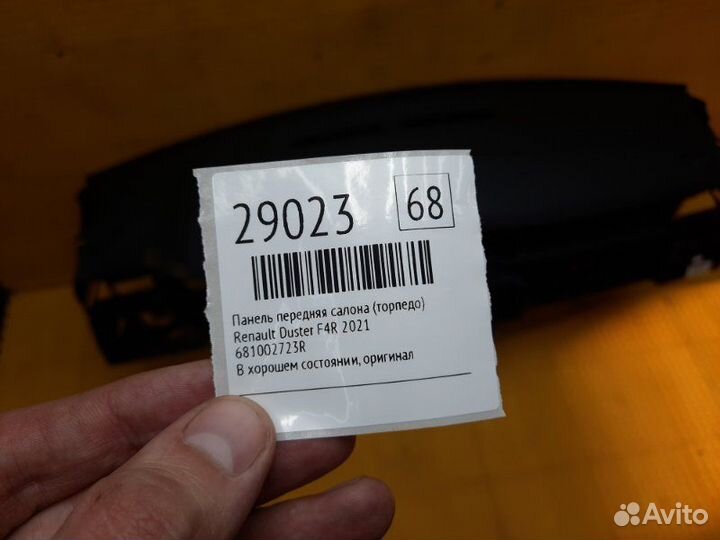 29023 68
Панель передняя салона (торпедо)
Renault Duster F4R 2021
681002723R
В хорошем состоянии, оригинал
Avito